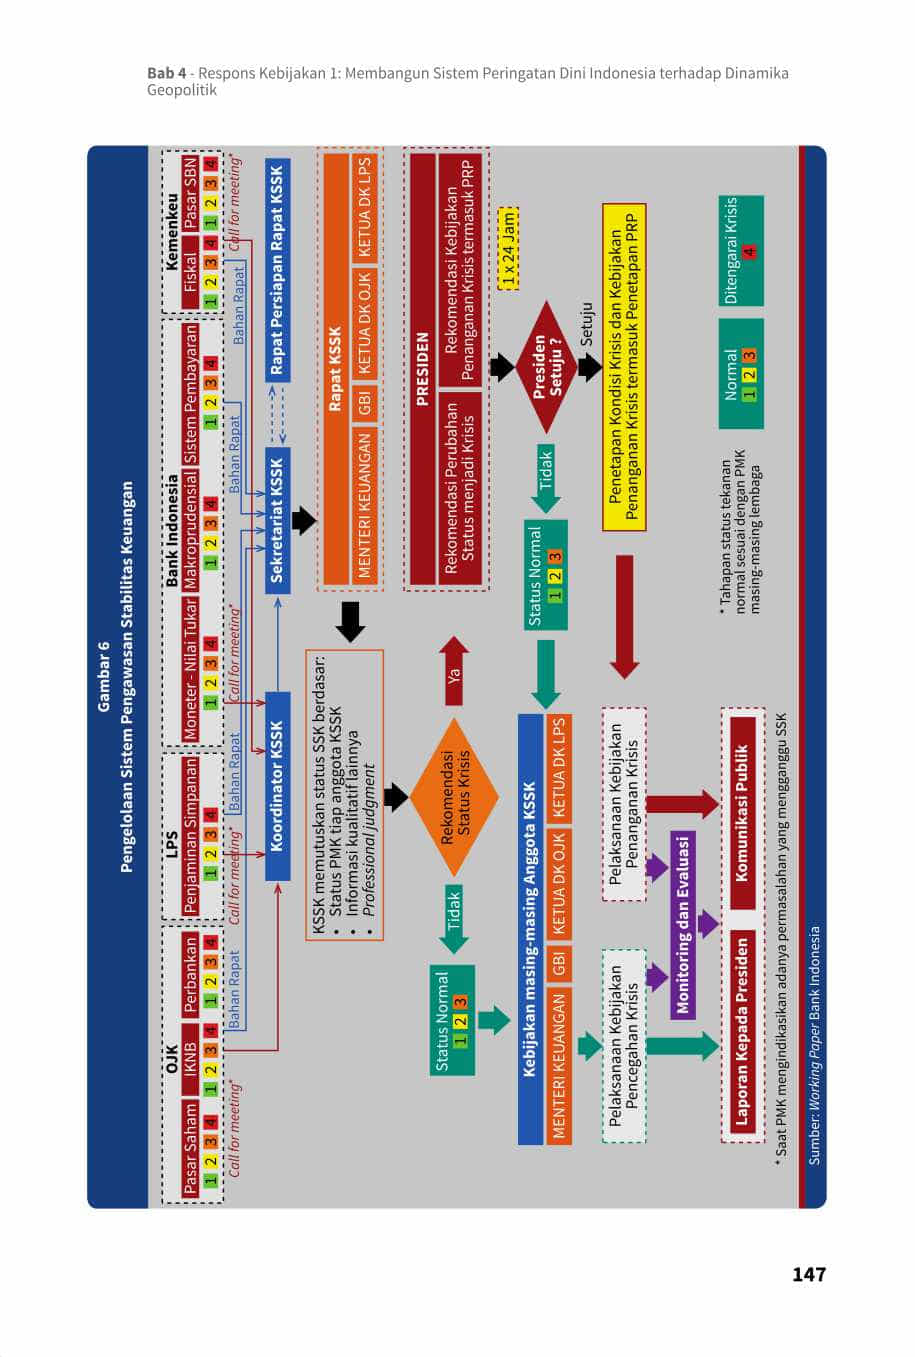 Bab 4 - Respons Kebijakan 1: Membangun Sistem Peringatan Dini Indonesia terhadap Dinamika
Geopolitik
Gambar 6
Pengelolaan Sistem Pengawasan Stabilitas Keuangan
OJK
Pasar Saham
1 2 3 4
IKNB
1 2 3 4
Perbankan
1 2 3 4
LPS
Penjaminan Simpanan
1 2 3 4
Bank Indonesia
Moneter - Nilai Tukar
1 2 3 4
Makroprudensial
1 2 3 4
Sistem Pembayaran
1 2 3 4
Kemenkeu
Fiskal
1 2 3 4
Pasar SBN
1 2 3 4
Call for meeting*
Bahan Rapat
Call for meeting*
Bahan Rapat
Call for meeting*
Bahan Rapat
Bahan Rapat
Call for meeting*
Koordinator KSSK
Sekretariat KSSK
Rapat Persiapan Rapat KSSK
KSSK memutuskan status SSK berdasar:
• Status PMK tiap anggota KSSK
• Informasi kualitatif lainnya
• Professional judgment
Rapat KSSK
MENTERI KEUANGAN
GBI
KETUA DK OJK
KETUA DK LPS
Rekomendasi
Status Krisis
Tidak
Ya
Status Normal
1 2 3
PRESIDEN
Rekomendasi Perubahan
Status menjadi Krisis
Rekomendasi Kebijakan
Penanganan Krisis termasuk PRP
1 x 24 Jam
Presiden
Setuju ?
Tidak
Setuju
Status Normal
1 2 3
Kebijakan masing-masing Anggota KSSK
MENTERI KEUANGAN
GBI
KETUA DK OJK
KETUA DK LPS
Penetapan Kondisi Krisis dan Kebijakan
Penanganan Krisis termasuk Penetapan PRP
Pelaksanaan Kebijakan
Pencegahan Krisis
Pelaksanaan Kebijakan
Penanganan Krisis
Monitoring dan Evaluasi
Laporan Kepada Presiden
Komunikasi Publik
* Tahapan status tekanan
normal sesuai dengan PMK
masing-masing lembaga
Normal
1 2 3
Ditengarai Krisis
4
* Saat PMK mengindikasikan adanya permasalahan yang mengganggu SSK
Sumber: Working Paper Bank Indonesia
147